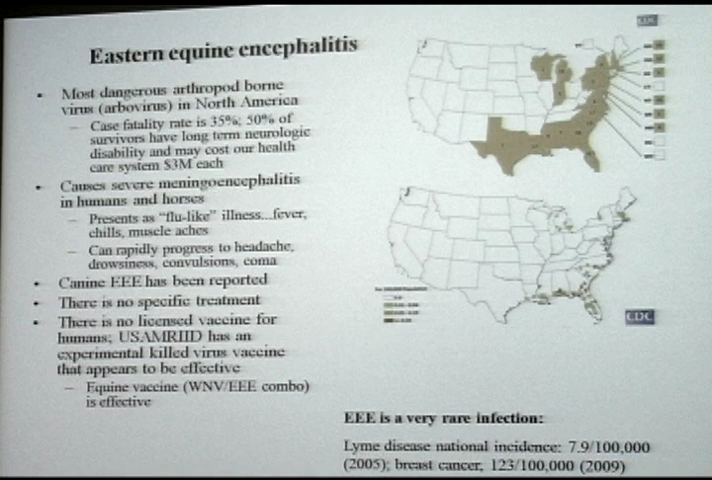 CDC
Eastern equine encephalitis
• Most dangerous arthropod borne
virus (arbovirus) in North America
– Case fatality rate is 35%; 50% of
survivors have long term neurologic
disability and may cost our health
care system $3M each
• Causes severe meningoencephalitis
in humans and horses
– Presents as “flu-like” illness...fever,
chills, muscle aches
– Can rapidly progress to headache,
drowsiness, convulsions, coma
• Canine EEE has been reported
• There is no specific treatment
• There is no licensed vaccine for
humans; USAMRIID has an
experimental killed virus vaccine
that appears to be effective
– Equine vaccine (WNV/EEE combo)
is effective
CDC
EEE is a very rare infection:
Lyme disease national incidence: 7.9/100,000
(2005); breast cancer, 123/100,000 (2009)